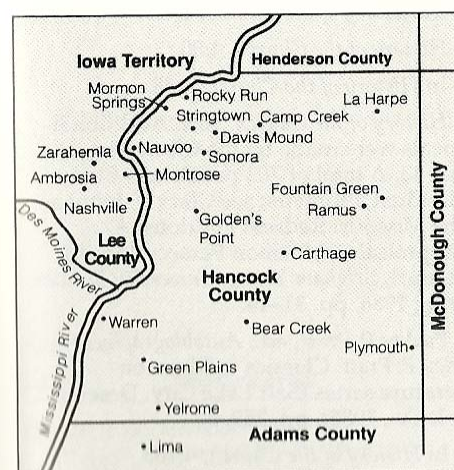 Iowa Territory
Henderson County
Mormon
Springs
Rocky Run
La Harpe
Stringtown
Camp Creek
Davis Mound
Nauvoo
Sonora
Zarahemla
Ambrosia
Montrose
Fountain Green
Nashville
Ramus
Golden's
Point
Des Moines River
Lee
County
Carthage
Hancock
County
McDonough County
Mississippi River
Warren
Bear Creek
Plymouth
Green Plains
Yelrome
Adams County
Lima